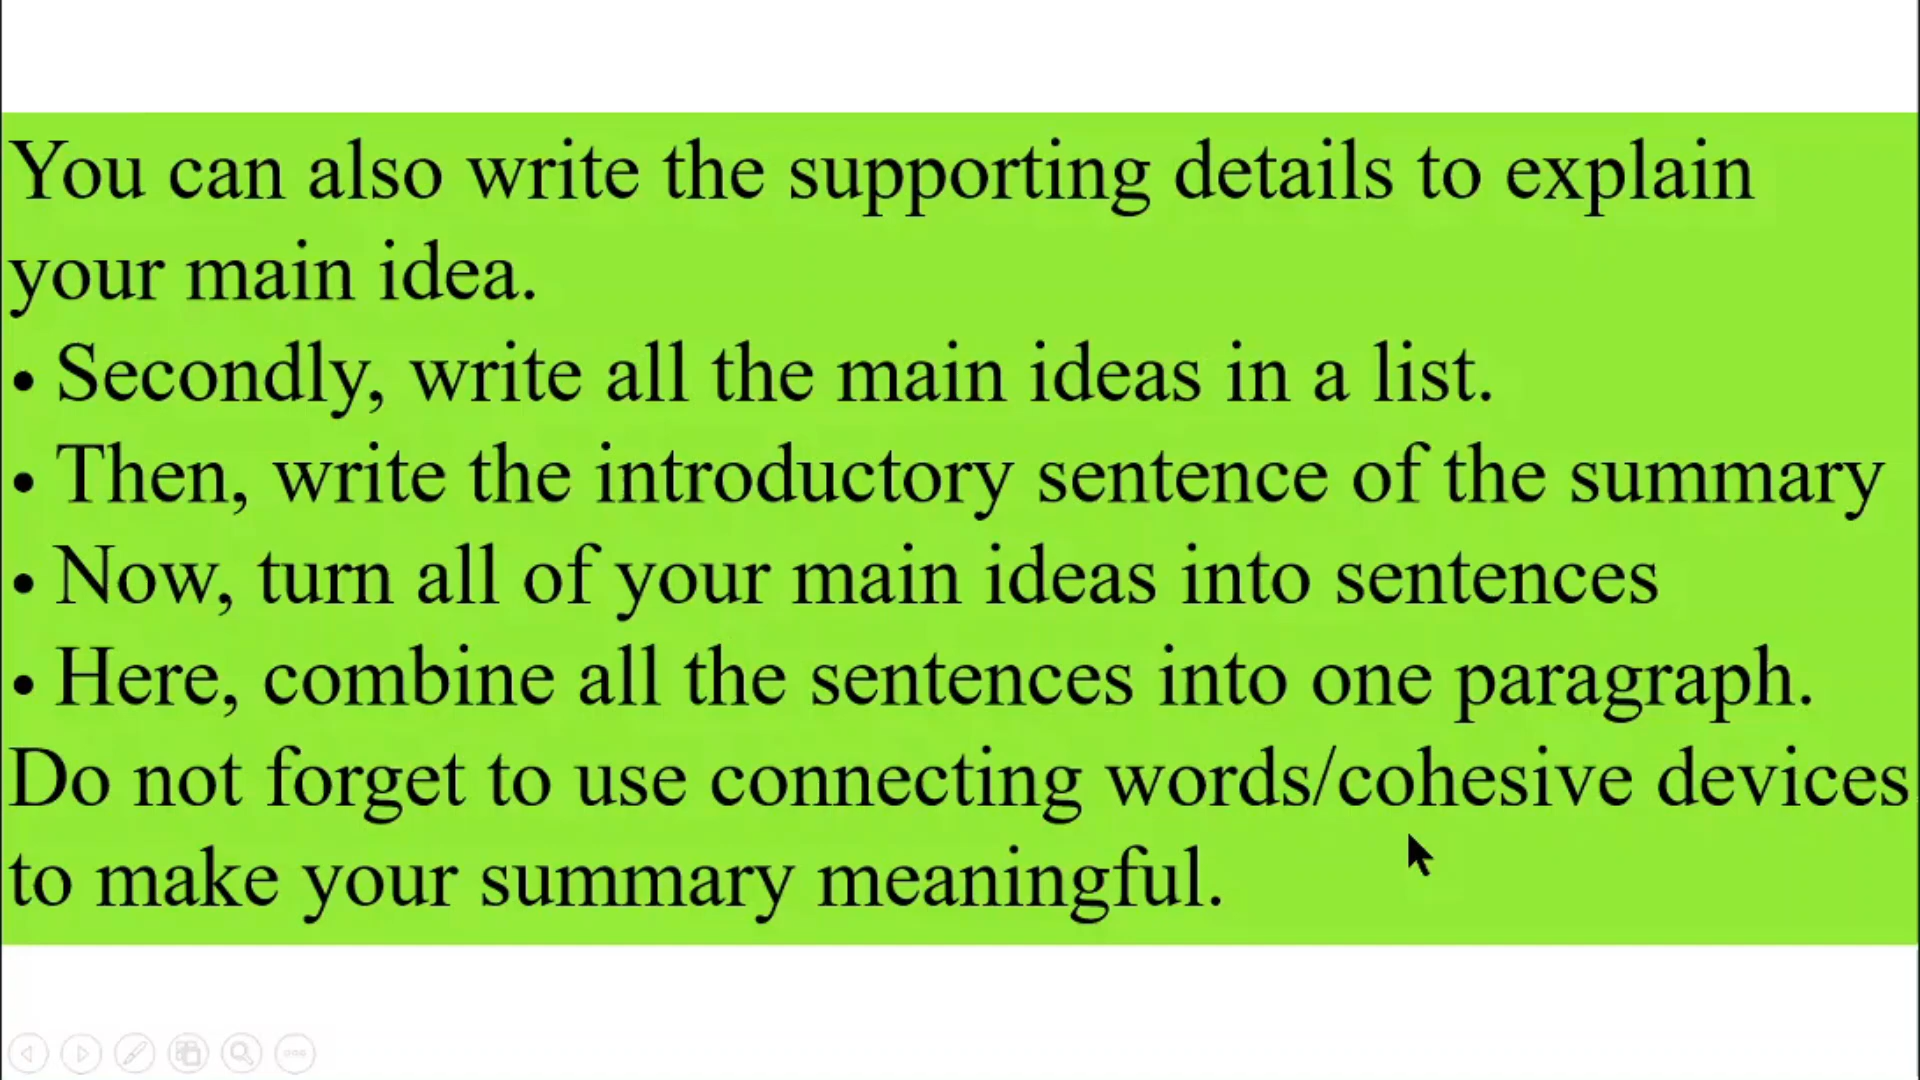 You can also write the supporting details to explain
your main idea.
• Secondly, write all the main ideas in a list.
• Then, write the introductory sentence of the summary
• Now, turn all of your main ideas into sentences
• Here, combine all the sentences into one paragraph.
Do not forget to use connecting words/cohesive devices
to make your summary meaningful.